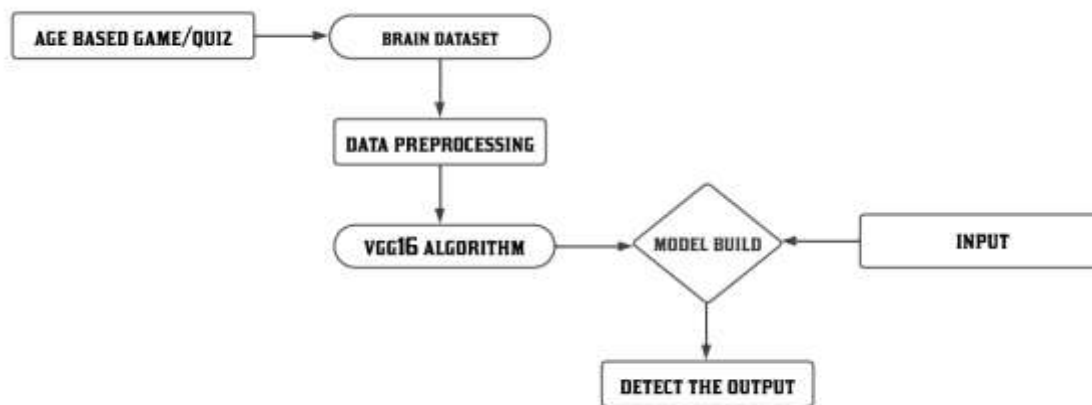 AGE BASED GAME/QUIZ
BRAIN DATASET
DATA PREPROCESSING
VGG16 ALGORITHM
MODEL BUILD
INPUT
DETECT THE OUTPUT